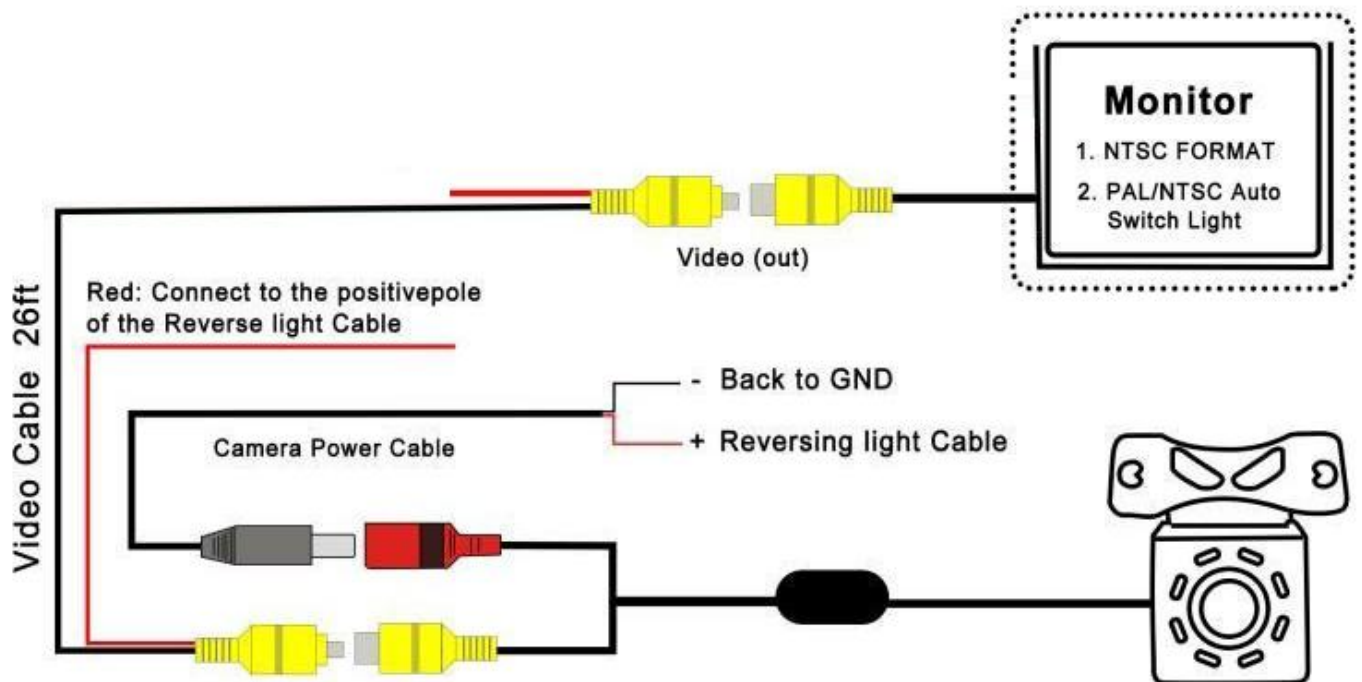 Monitor
1. NTSC FORMAT
2. PAL/NTSC Auto
Switch Light
Video (out)
Red: Connect to the positivepole
of the Reverse light Cable
Video Cable 26ft
- Back to GND
+ Reversing light Cable
Camera Power Cable